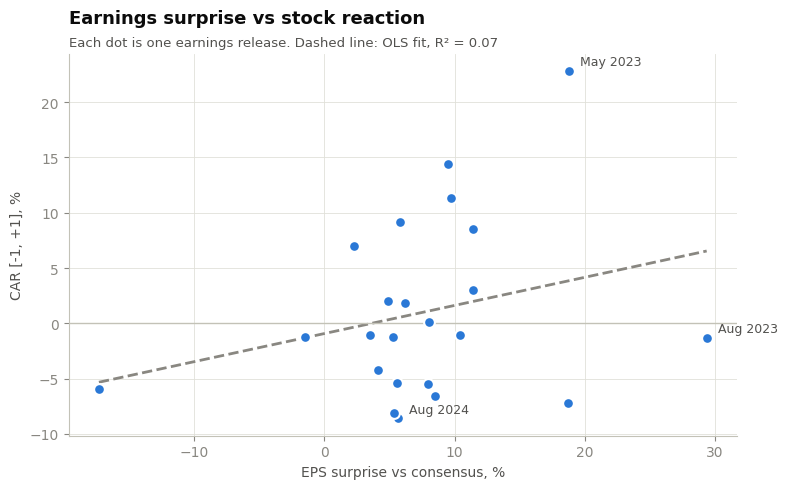 Earnings surprise vs stock reaction
Each dot is one earnings release. Dashed line: OLS fit, R² = 0.07
May 2023
20
15
10
5
0
−5
−10
Aug 2023
Aug 2024
CAR [-1, +1], %
−10
0
10
20
30
EPS surprise vs consensus, %